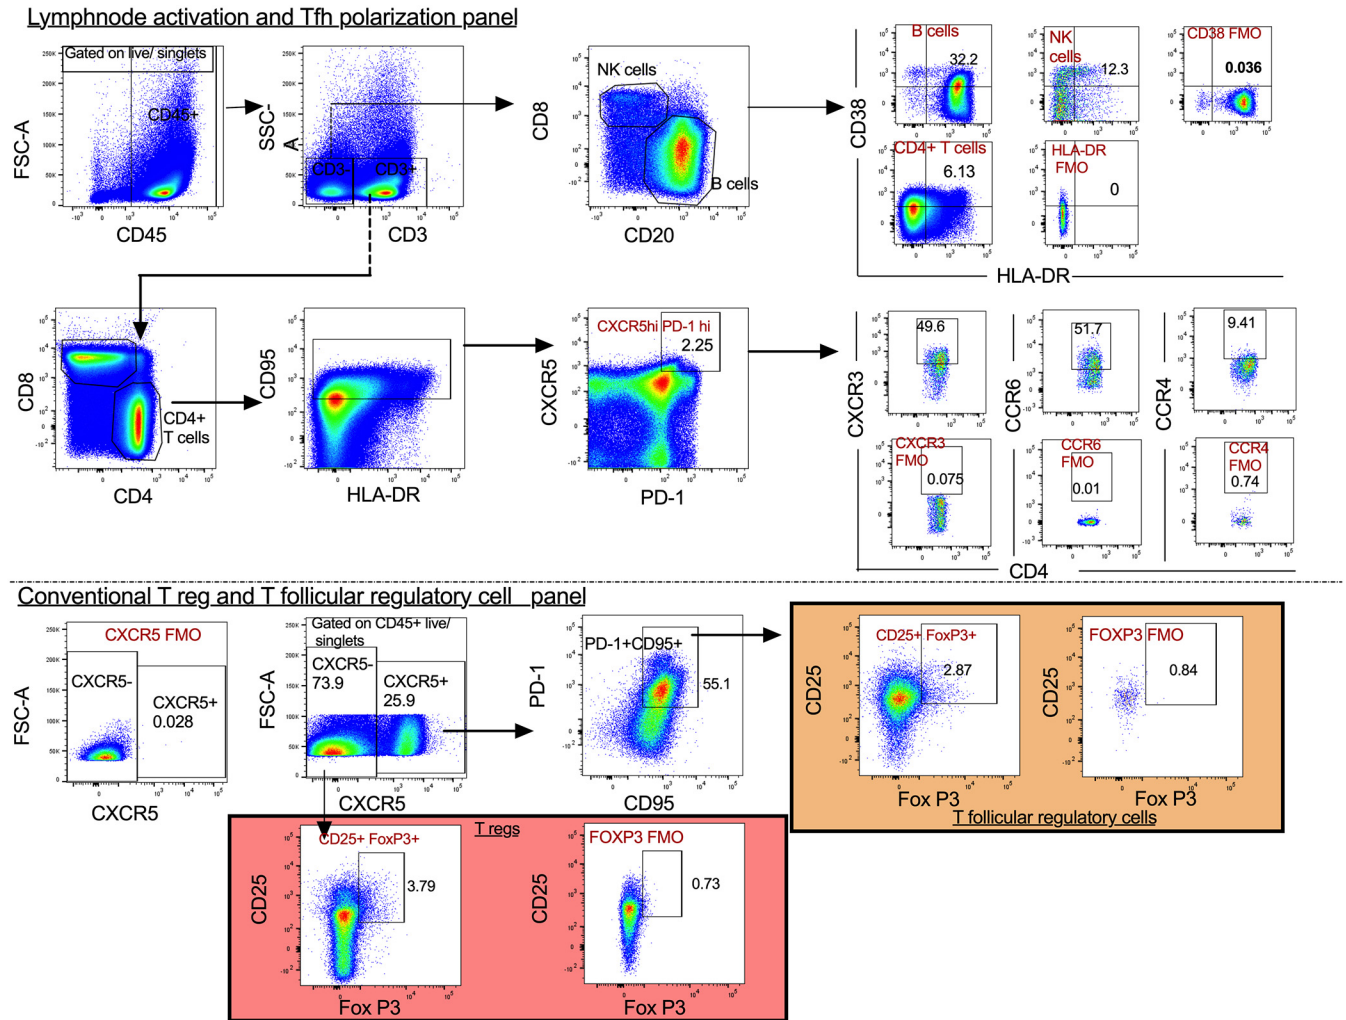 Lymphnode activation and Tfh polarization panel
Gated on live/ singlets
CD45+
FSC-A
CD45
SSC-
A
CD3-
CD3+
CD3
NK cells
B cells
CD8
CD20
B cells
32.2
NK
cells
12.3
CD38 FMO
0.036
CD38
CD4+ T cells
6.13
HLA-DR
FMO
0
HLA-DR
CD8
CD4+
T cells
CD4
CD95
HLA-DR
CXCR5hi PD-1 hi
2.25
CXCR5
PD-1
49.6
CXCR3
51.7
CCR6
9.41
CCR4
CXCR3
FMO
0.075
CCR6
FMO
0.01
CCR4
FMO
0.74
CD4
Conventional T reg and T follicular regulatory cell panel
CXCR5 FMO
CXCR5-
CXCR5+
0.028
FSC-A
CXCR5
Gated on CD45+ live/
singlets
CXCR5-
73.9
CXCR5+
25.9
FSC-A
CXCR5
PD-1+CD95+
55.1
PD-1
CD95
CD25+ FoxP3+
2.87
CD25
Fox P3
FOXP3 FMO
0.84
CD25
Fox P3
T follicular regulatory cells
T regs
CD25+ FoxP3+
3.79
CD25
Fox P3
FOXP3 FMO
0.73
CD25
Fox P3